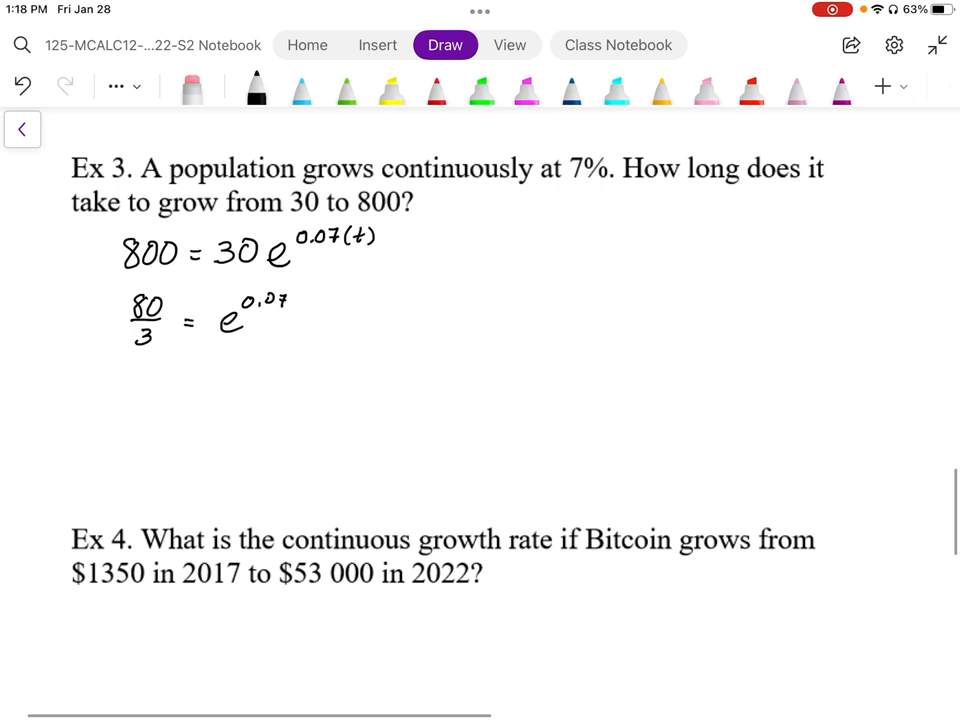 1:18 PM Fri Jan 28
63%
125-MCALC12-...22-S2 Notebook Home Insert Draw View Class Notebook
Ex 3. A population grows continuously at 7%. How long does it
take to grow from 30 to 800?
800 = 30 e^0.07(t)
80/3 = e^0.07
Ex 4. What is the continuous growth rate if Bitcoin grows from
$1350 in 2017 to $53 000 in 2022?